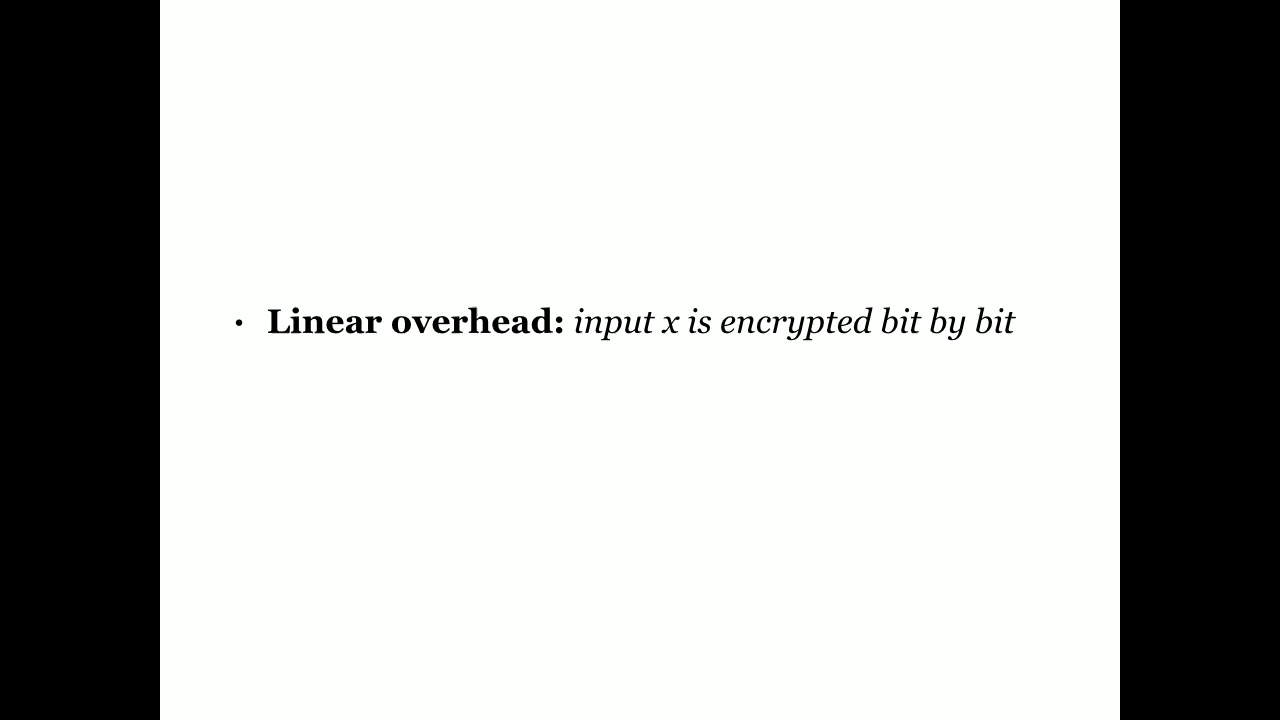 • Linear overhead: input x is encrypted bit by bit